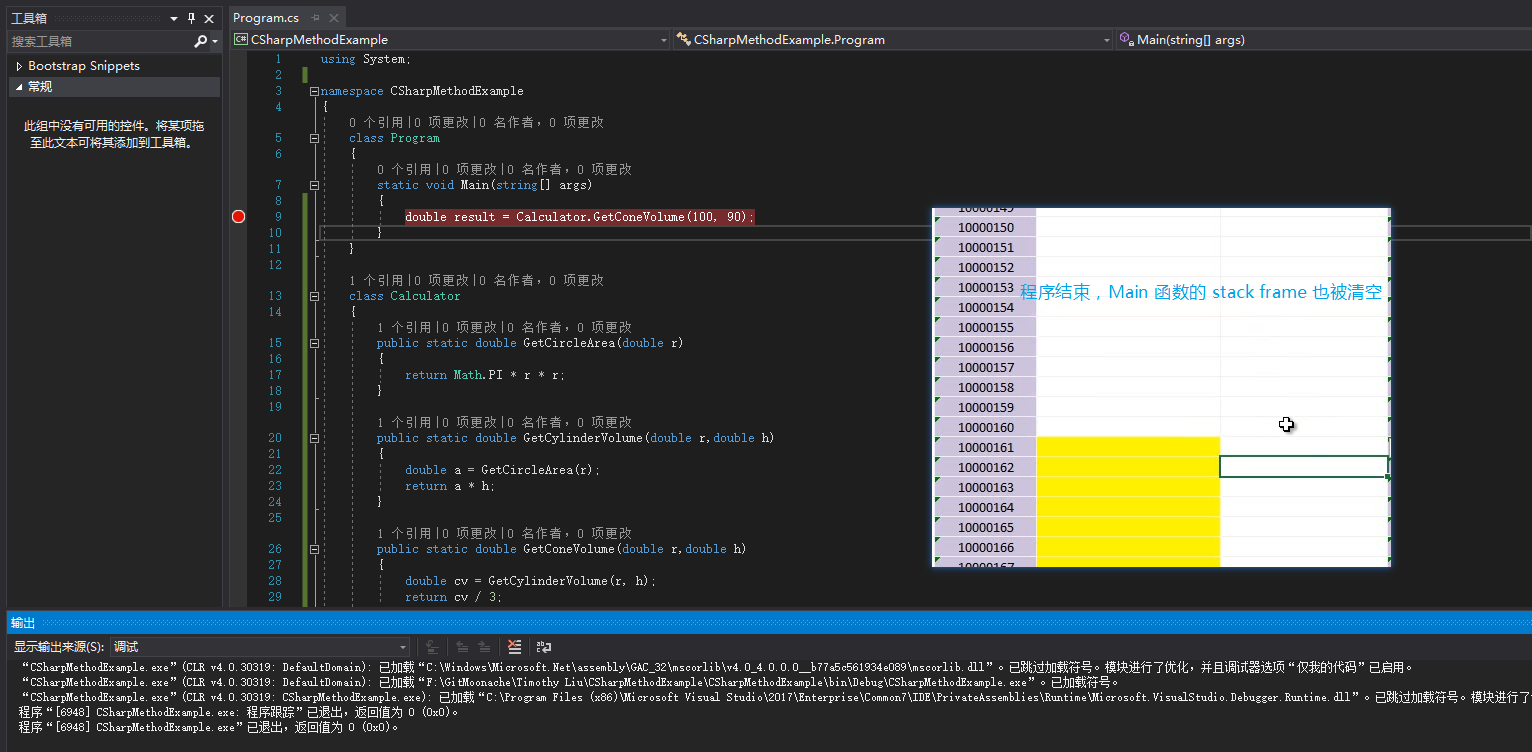 工具箱
搜索工具箱
Bootstrap Snippets
常规
此组中没有可用的控件。将某项拖
至此文本可将其添加到工具箱。
Program.cs
CSharpMethodExample
CSharpMethodExample.Program
Main(string[] args)
1 using System;
2
3 namespace CSharpMethodExample
4 {
0 个引用|0 项更改|0 名作者, 0 项更改
5 class Program
6 {
0 个引用|0 项更改|0 名作者, 0 项更改
7 static void Main(string[] args)
8 {
9 double result = Calculator.GetConeVolume(100, 90);
10 }
11 }
12
1 个引用|0 项更改|0 名作者, 0 项更改
13 class Calculator
14 {
1 个引用|0 项更改|0 名作者, 0 项更改
15 public static double GetCircleArea(double r)
16 {
17 return Math.PI * r * r;
18 }
19
1 个引用|0 项更改|0 名作者, 0 项更改
20 public static double GetCylinderVolume(double r,double h)
21 {
22 double a = GetCircleArea(r);
23 return a * h;
24 }
25
1 个引用|0 项更改|0 名作者, 0 项更改
26 public static double GetConeVolume(double r,double h)
27 {
28 double cv = GetCylinderVolume(r, h);
29 return cv / 3;
10000149
10000150
10000151
10000152
10000153
程序结束，Main 函数的 stack frame 也被清空
10000154
10000155
10000156
10000157
10000158
10000159
10000160
10000161
10000162
10000163
10000164
10000165
10000166
10000167
输出
显示输出来源(S): 调试
“CSharpMethodExample.exe”(CLR v4.0.30319: DefaultDomain): 已加载“C:\Windows\Microsoft.Net\assembly\GAC_32\mscorlib\v4.0_4.0.0.0__b77a5c561934e089\mscorlib.dll”。已跳过加载符号。模块进行了优化，并且调试器选项“仅我的代码”已启用。
“CSharpMethodExample.exe”(CLR v4.0.30319: DefaultDomain): 已加载“F:\GitMoonache\Timothy Liu\CSharpMethodExample\CSharpMethodExample\bin\Debug\CSharpMethodExample.exe”。已加载符号。
“CSharpMethodExample.exe”(CLR v4.0.30319: CSharpMethodExample.exe): 已加载“C:\Program Files (x86)\Microsoft Visual Studio\2017\Enterprise\Common7\IDE\PrivateAssemblies\Runtime\Microsoft.VisualStudio.Debugger.Runtime.dll”。已跳过加载符号。模块进行了
程序“[6948] CSharpMethodExample.exe: 程序跟踪”已退出，返回值为 0 (0x0)。
程序“[6948] CSharpMethodExample.exe”已退出，返回值为 0 (0x0)。